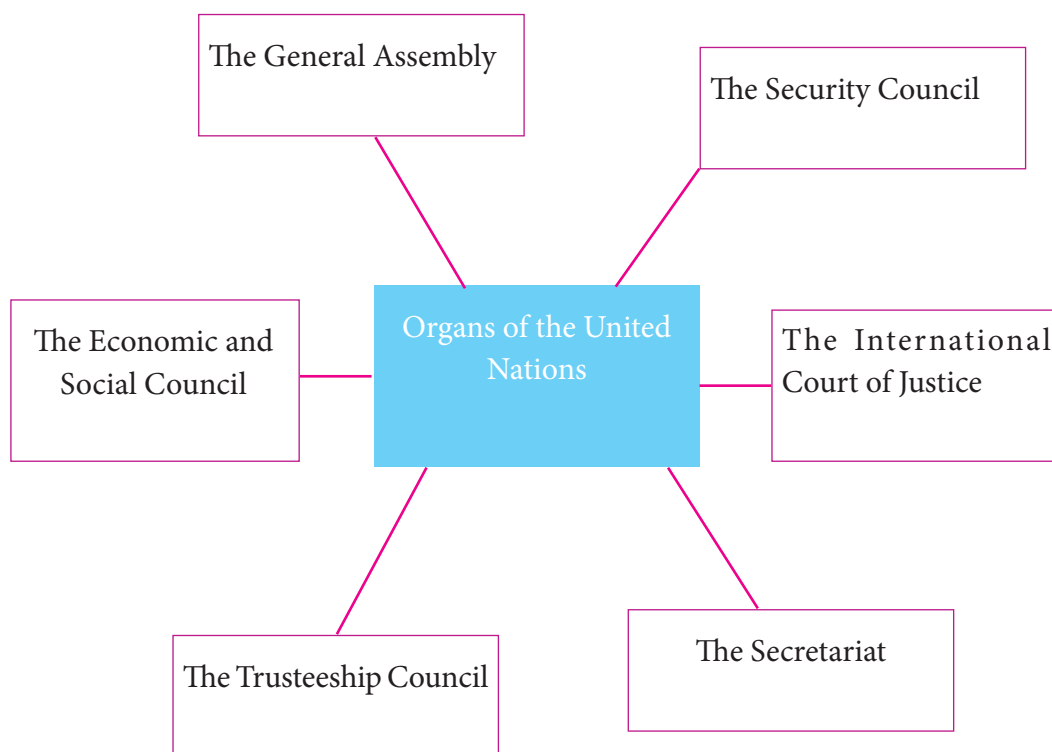 The General Assembly
The Security Council
Organs of the United
Nations
The Economic and
Social Council
The International
Court of Justice
The Trusteeship Council
The Secretariat